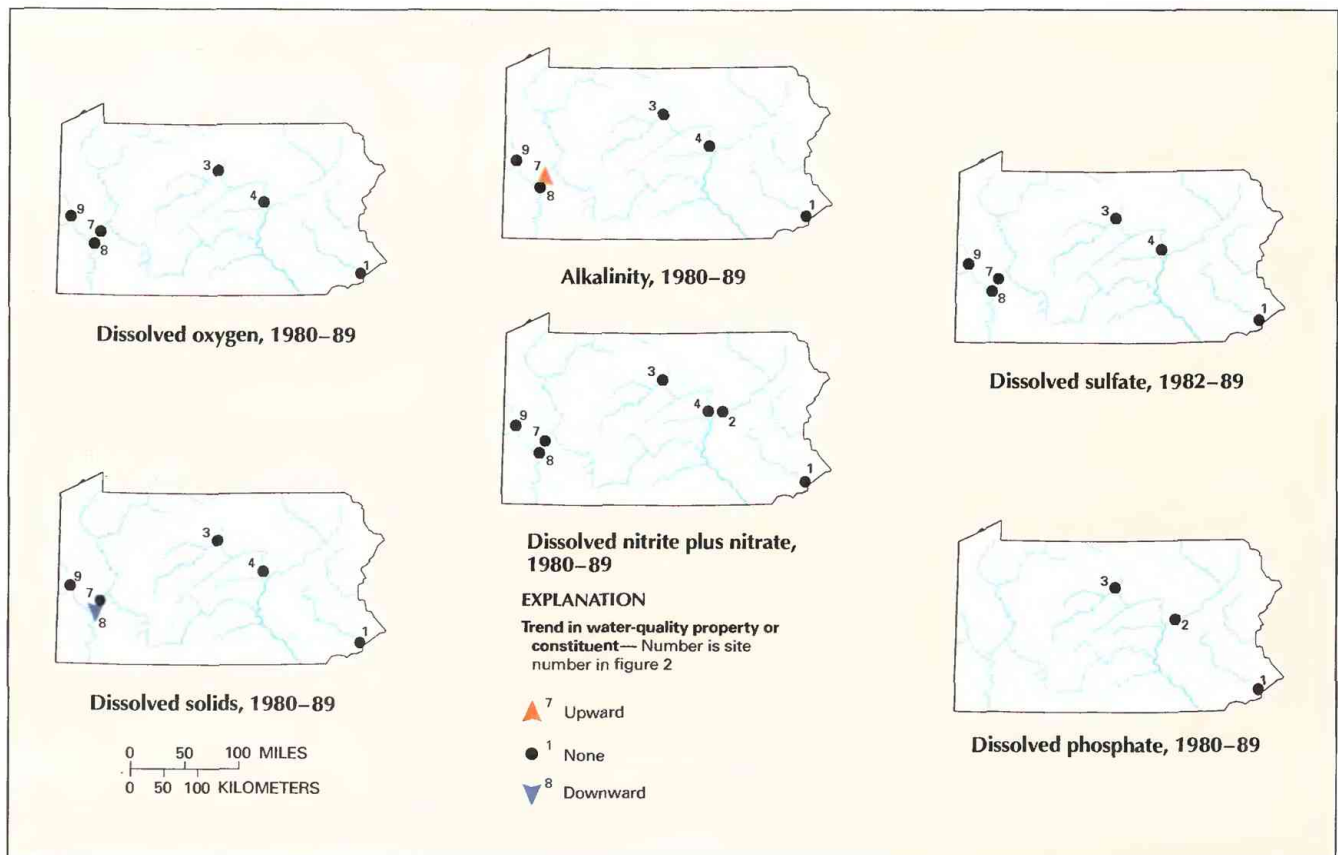 3
4
9
7
8
1
Dissolved oxygen, 1980–89
3
4
9
7
8
1
Alkalinity, 1980–89
3
4
9
7
8
1
Dissolved sulfate, 1982–89
3
4
9
7
8
1
Dissolved solids, 1980–89
0 50 100 MILES
0 50 100 KILOMETERS
3
4
2
9
7
8
1
Dissolved nitrite plus nitrate,
1980–89
EXPLANATION
Trend in water-quality property or
constituent— Number is site
number in figure 2
7 Upward
1 None
8 Downward
3
2
1
Dissolved phosphate, 1980–89